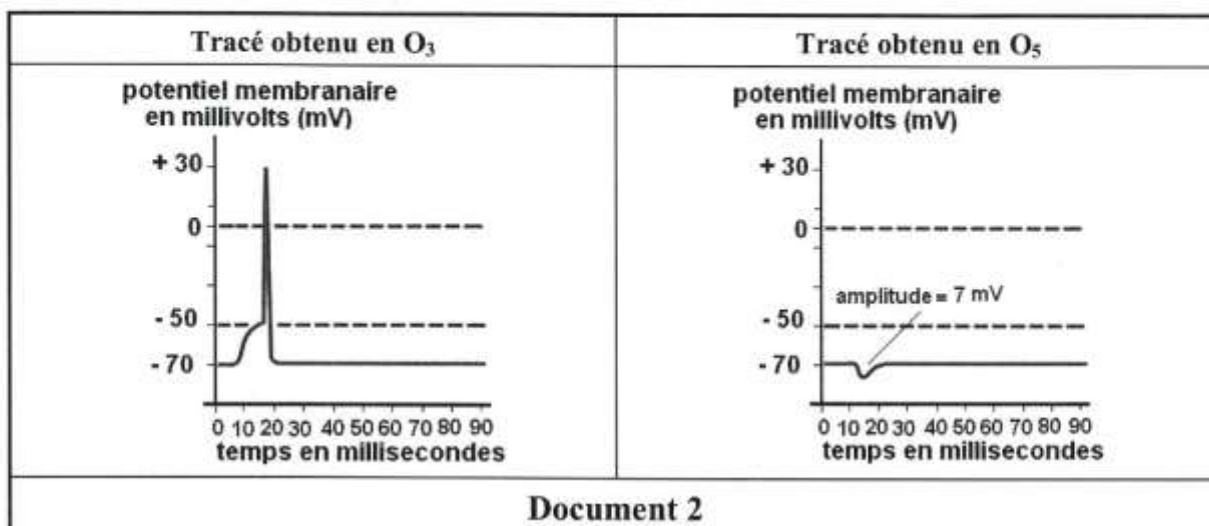 Tracé obtenu en O₃
potentiel membranaire
en millivolts (mV)
+ 30
0
- 50
- 70
0 10 20 30 40 50 60 70 80 90
temps en millisecondes
Tracé obtenu en O₅
potentiel membranaire
en millivolts (mV)
+ 30
0
amplitude = 7 mV
- 50
- 70
0 10 20 30 40 50 60 70 80 90
temps en millisecondes
Document 2